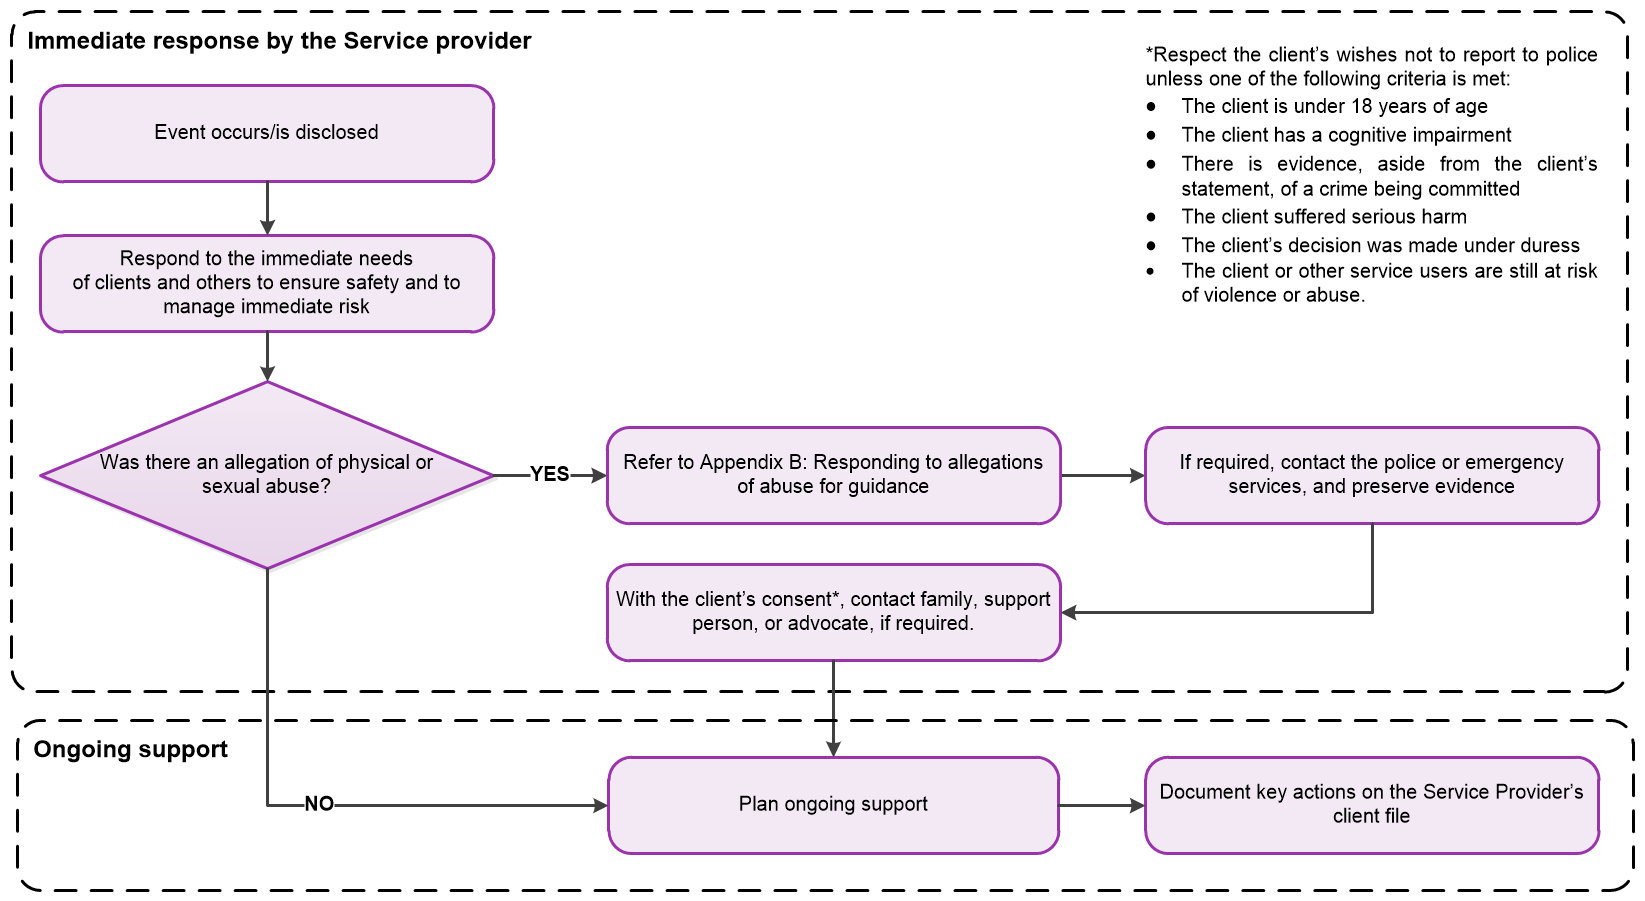 Immediate response by the Service provider
*Respect the client's wishes not to report to police
unless one of the following criteria is met:
● The client is under 18 years of age
● The client has a cognitive impairment
● There is evidence, aside from the client's
statement, of a crime being committed
● The client suffered serious harm
● The client's decision was made under duress
● The client or other service users are still at risk
of violence or abuse.
Event occurs/is disclosed
Respond to the immediate needs
of clients and others to ensure safety and to
manage immediate risk
Was there an allegation of physical or
sexual abuse?
YES
Refer to Appendix B: Responding to allegations
of abuse for guidance
If required, contact the police or emergency
services, and preserve evidence
With the client's consent*, contact family, support
person, or advocate, if required.
Ongoing support
NO
Plan ongoing support
Document key actions on the Service Provider's
client file